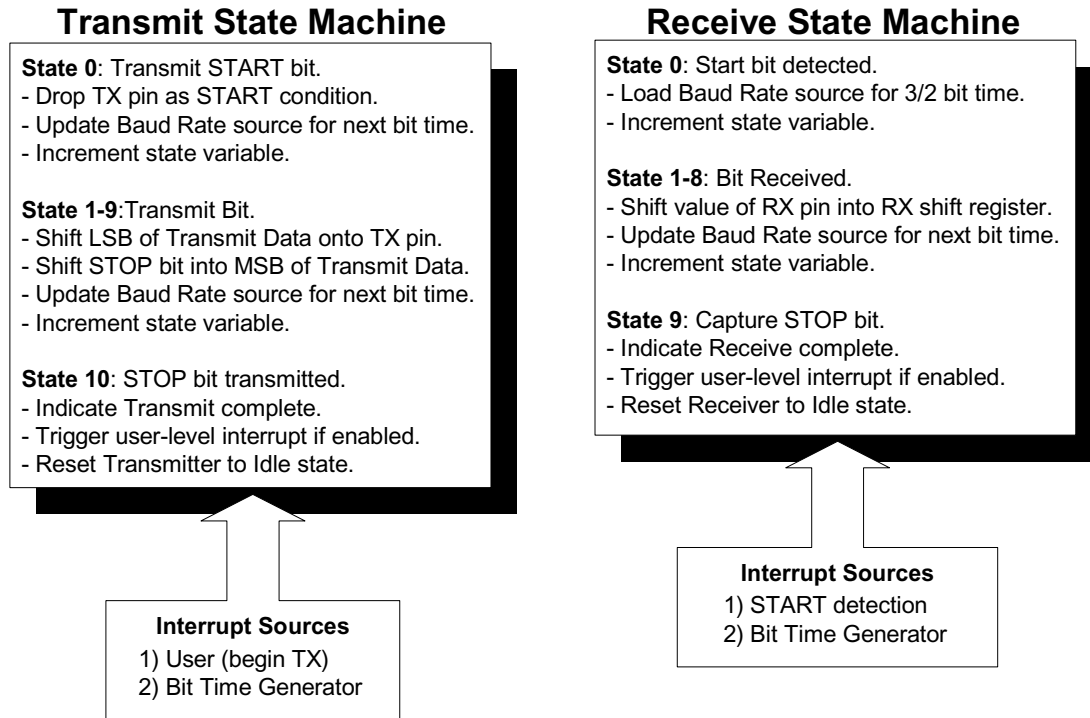 Transmit State Machine
State 0: Transmit START bit.
- Drop TX pin as START condition.
- Update Baud Rate source for next bit time.
- Increment state variable.
State 1-9:Transmit Bit.
- Shift LSB of Transmit Data onto TX pin.
- Shift STOP bit into MSB of Transmit Data.
- Update Baud Rate source for next bit time.
- Increment state variable.
State 10: STOP bit transmitted.
- Indicate Transmit complete.
- Trigger user-level interrupt if enabled.
- Reset Transmitter to Idle state.
Interrupt Sources
1) User (begin TX)
2) Bit Time Generator
Receive State Machine
State 0: Start bit detected.
- Load Baud Rate source for 3/2 bit time.
- Increment state variable.
State 1-8: Bit Received.
- Shift value of RX pin into RX shift register.
- Update Baud Rate source for next bit time.
- Increment state variable.
State 9: Capture STOP bit.
- Indicate Receive complete.
- Trigger user-level interrupt if enabled.
- Reset Receiver to Idle state.
Interrupt Sources
1) START detection
2) Bit Time Generator